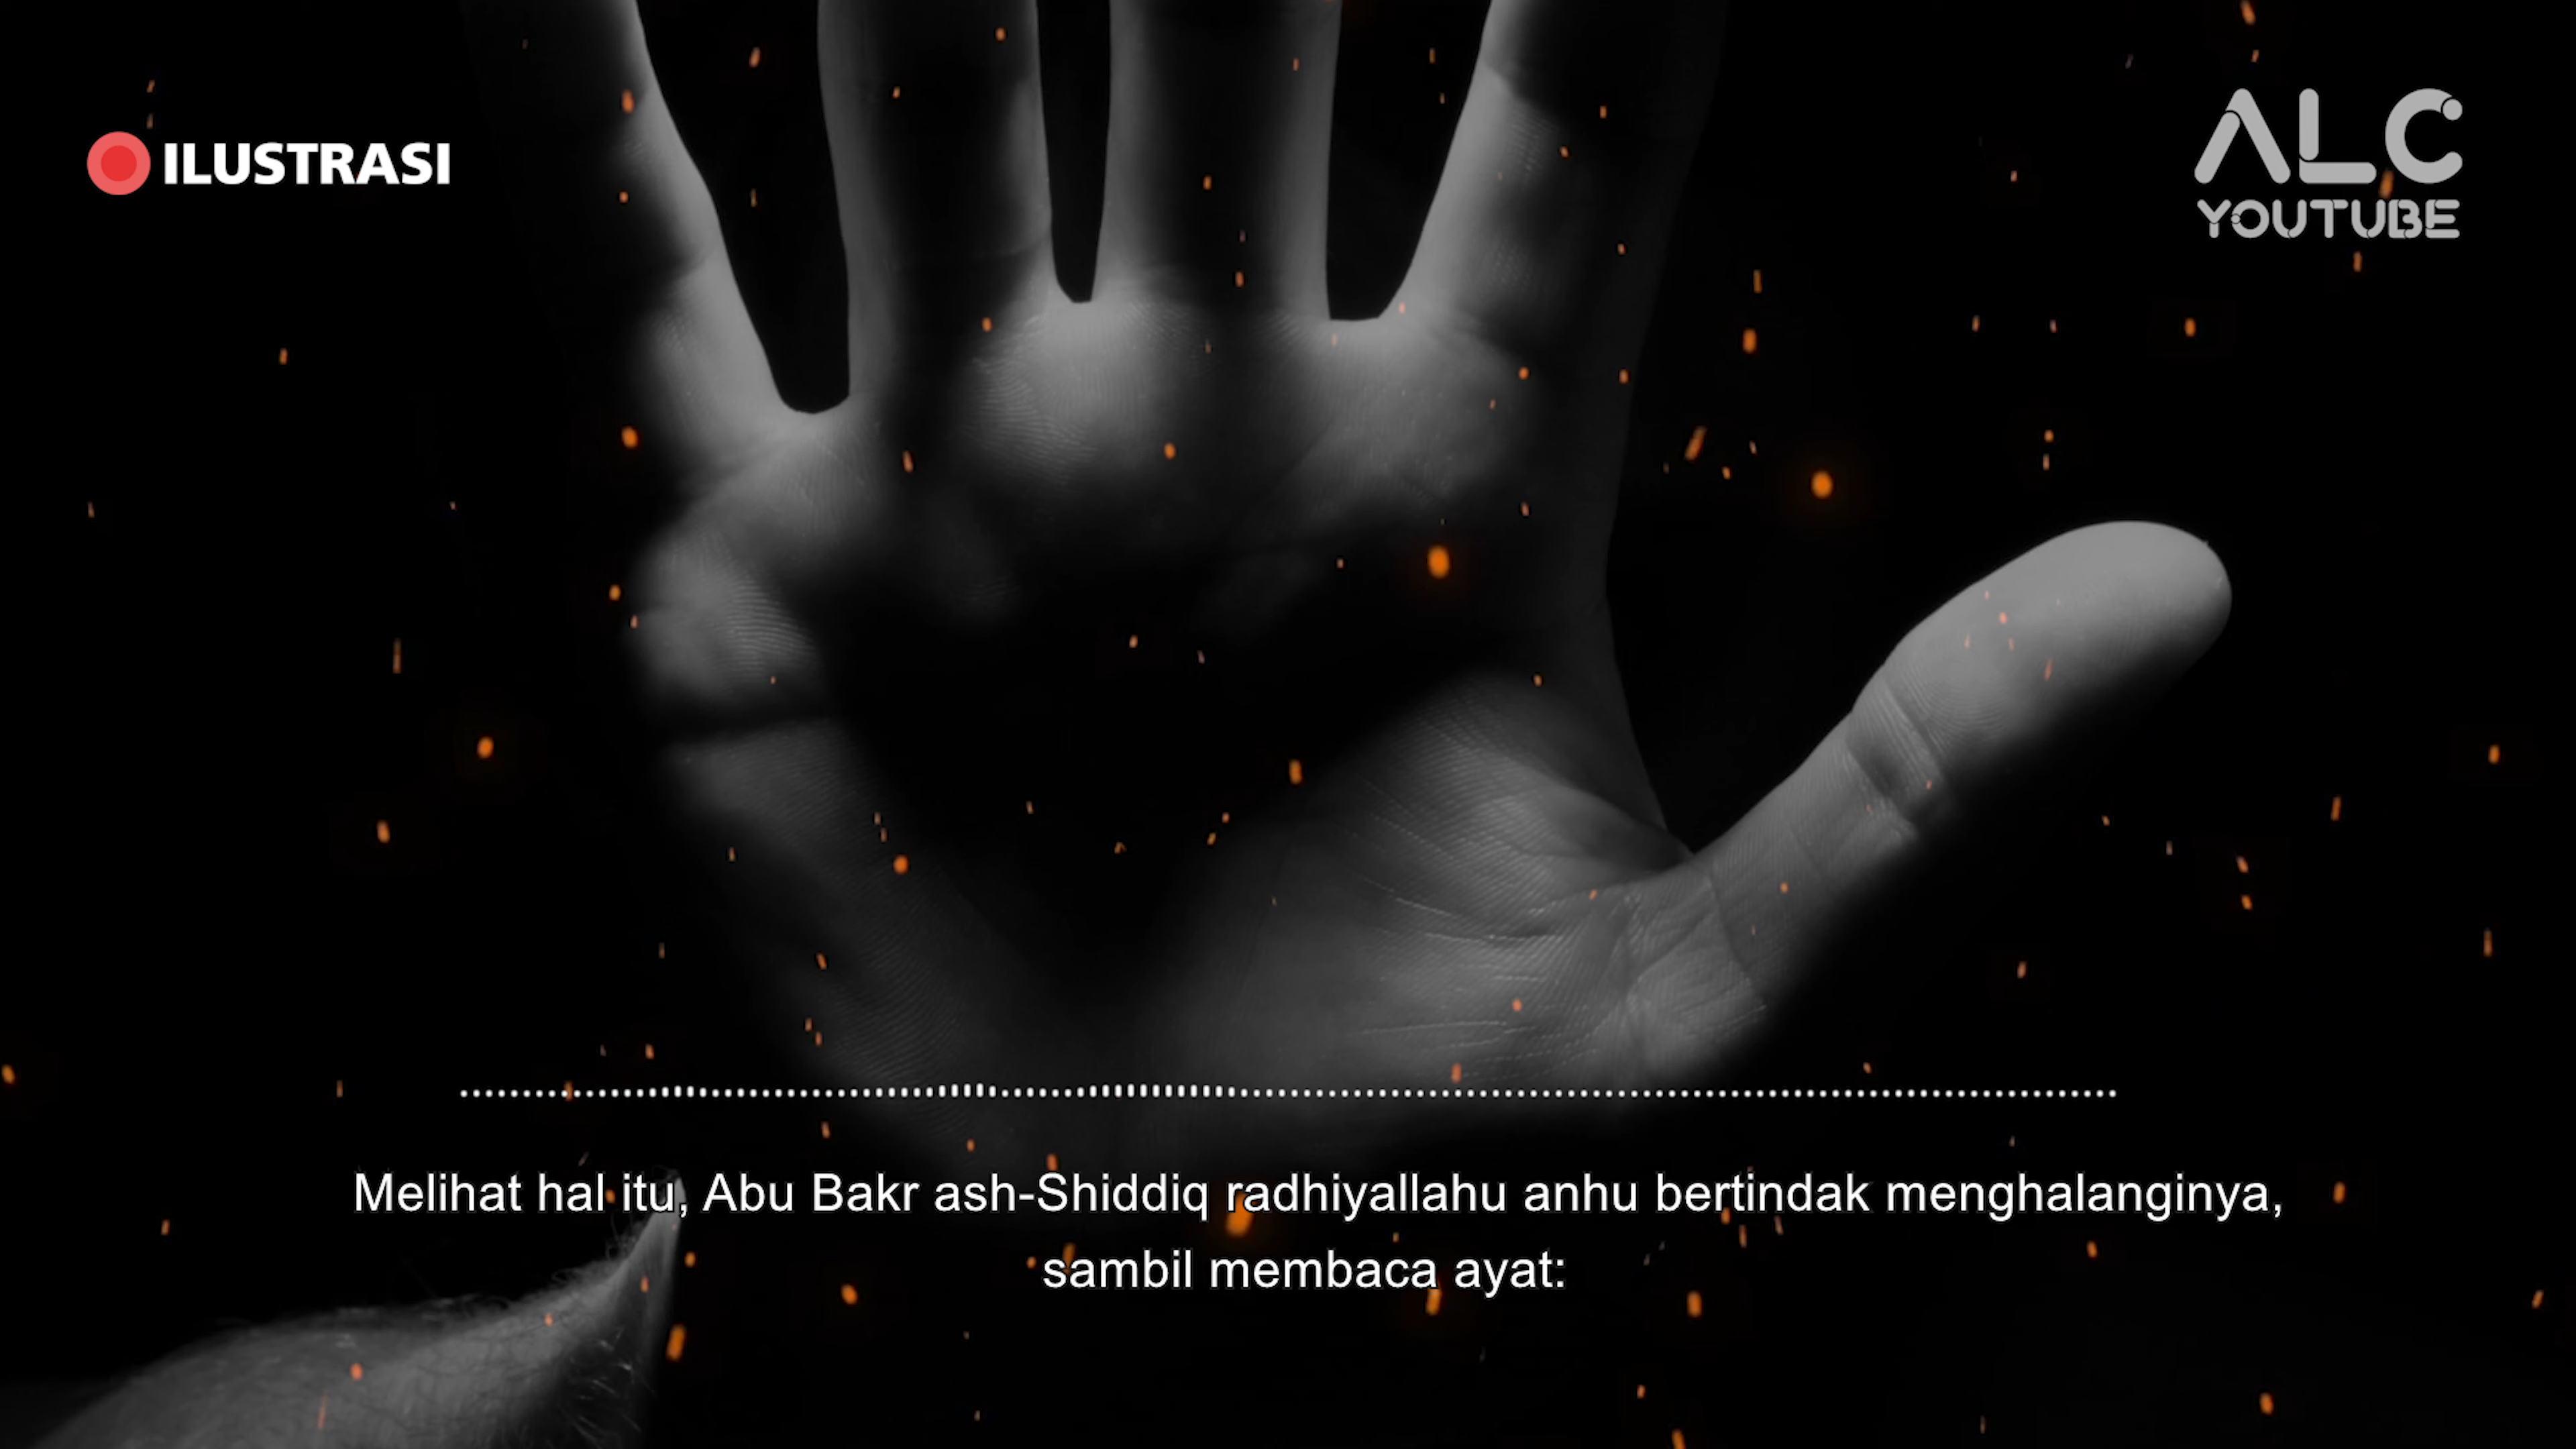 ILUSTRASI
ALC
YOUTUBE
Melihat hal itu, Abu Bakr ash-Shiddiq radhiyallahu anhu bertindak menghalanginya,
sambil membaca ayat: